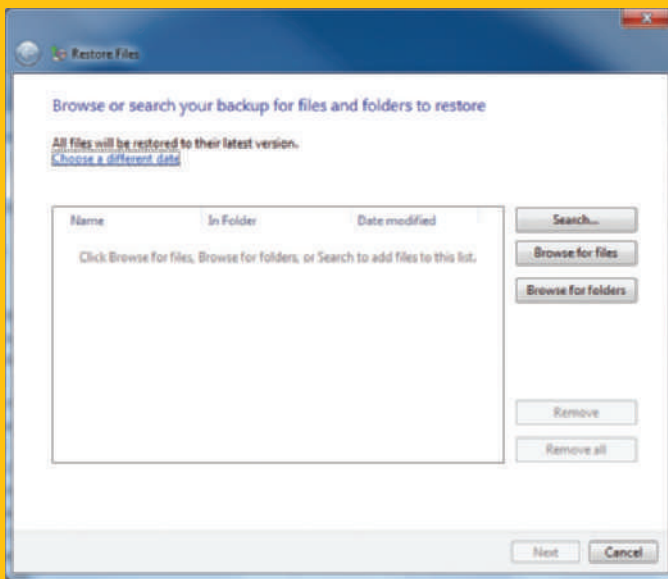 Restore Files
Browse or search your backup for files and folders to restore
All files will be restored to their latest version.
Choose a different date
Name In Folder Date modified
Click Browse for files, Browse for folders, or Search to add files to this list.
Search...
Browse for files
Browse for folders
Remove
Remove all
Next Cancel